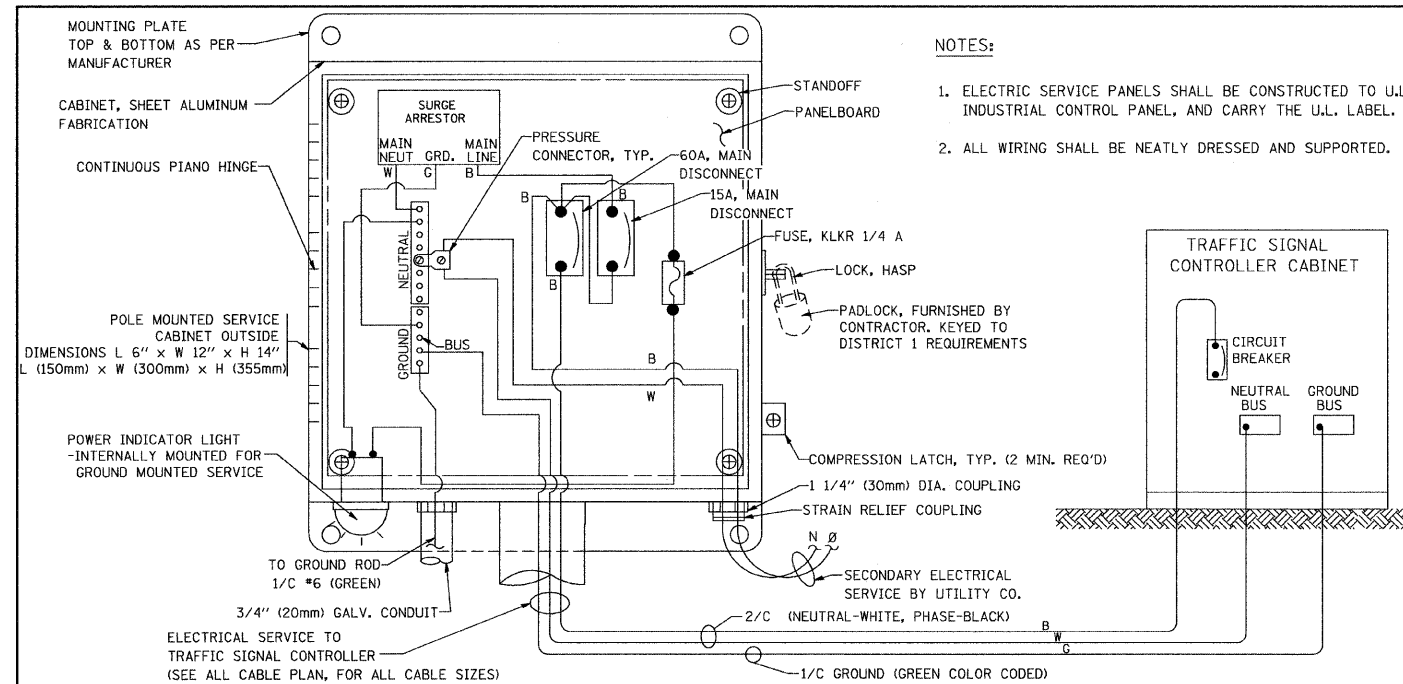 MOUNTING PLATE
TOP & BOTTOM AS PER
MANUFACTURER
CABINET, SHEET ALUMINUM
FABRICATION
CONTINUOUS PIANO HINGE
POLE MOUNTED SERVICE
CABINET OUTSIDE
DIMENSIONS L 6" x W 12" x H 14"
L (150mm) x W (300mm) x H (355mm)
POWER INDICATOR LIGHT
-INTERNALLY MOUNTED FOR
GROUND MOUNTED SERVICE
SURGE
ARRESTOR
MAIN
NEUT
GRD.
MAIN
LINE
W
G
B
PRESSURE
CONNECTOR, TYP.
60A, MAIN
DISCONNECT
15A, MAIN
DISCONNECT
B
B
B
FUSE, KLKR 1/4 A
NEUTRAL
GROUND
BUS
B
W
STANDOFF
PANELBOARD
LOCK, HASP
PADLOCK, FURNISHED BY
CONTRACTOR. KEYED TO
DISTRICT 1 REQUIREMENTS
COMPRESSION LATCH, TYP. (2 MIN. REQ'D)
1 1/4" (30mm) DIA. COUPLING
STRAIN RELIEF COUPLING
N Ø
SECONDARY ELECTRICAL
SERVICE BY UTILITY CO.
TO GROUND ROD
1/C #6 (GREEN)
3/4" (20mm) GALV. CONDUIT
ELECTRICAL SERVICE TO
TRAFFIC SIGNAL CONTROLLER
(SEE ALL CABLE PLAN, FOR ALL CABLE SIZES)
2/C (NEUTRAL-WHITE, PHASE-BLACK)
B
W
G
1/C GROUND (GREEN COLOR CODED)
NOTES:
1. ELECTRIC SERVICE PANELS SHALL BE CONSTRUCTED TO U.L
INDUSTRIAL CONTROL PANEL, AND CARRY THE U.L. LABEL.
2. ALL WIRING SHALL BE NEATLY DRESSED AND SUPPORTED.
TRAFFIC SIGNAL
CONTROLLER CABINET
CIRCUIT
BREAKER
NEUTRAL
BUS
GROUND
BUS